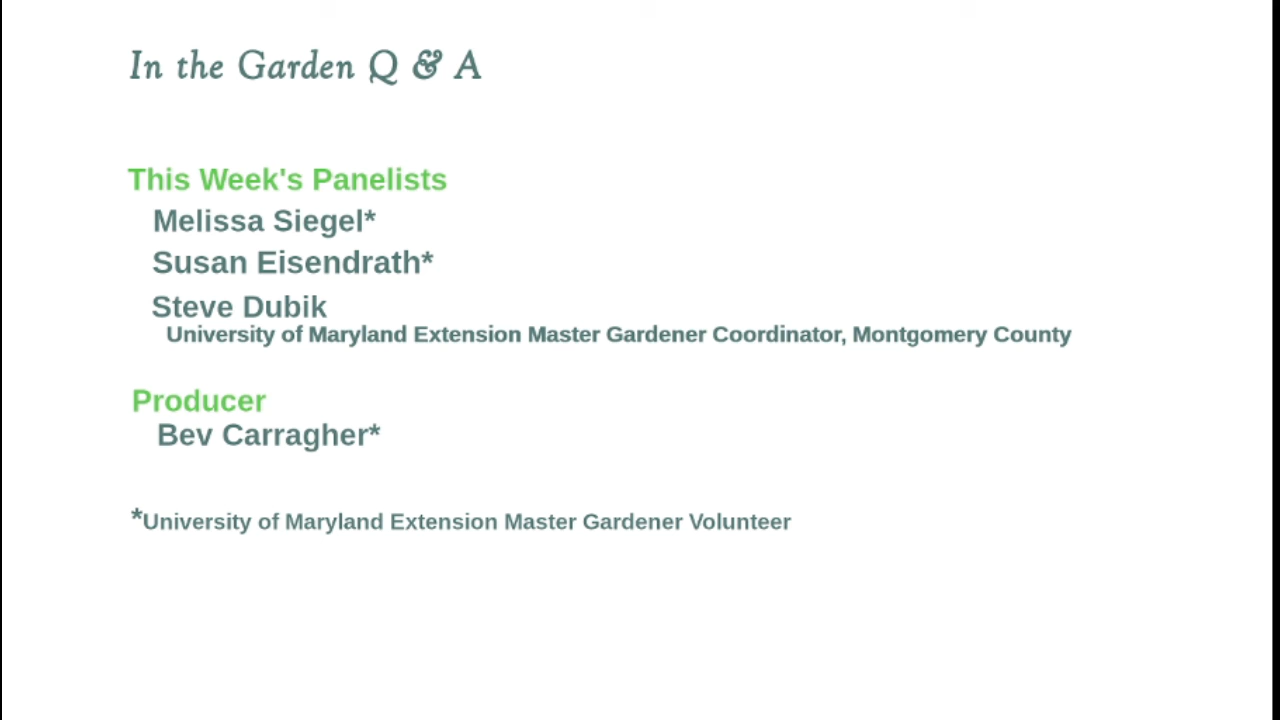 In the Garden Q & A
This Week's Panelists
Melissa Siegel*
Susan Eisendrath*
Steve Dubik
University of Maryland Extension Master Gardener Coordinator, Montgomery County
Producer
Bev Carragher*
*University of Maryland Extension Master Gardener Volunteer